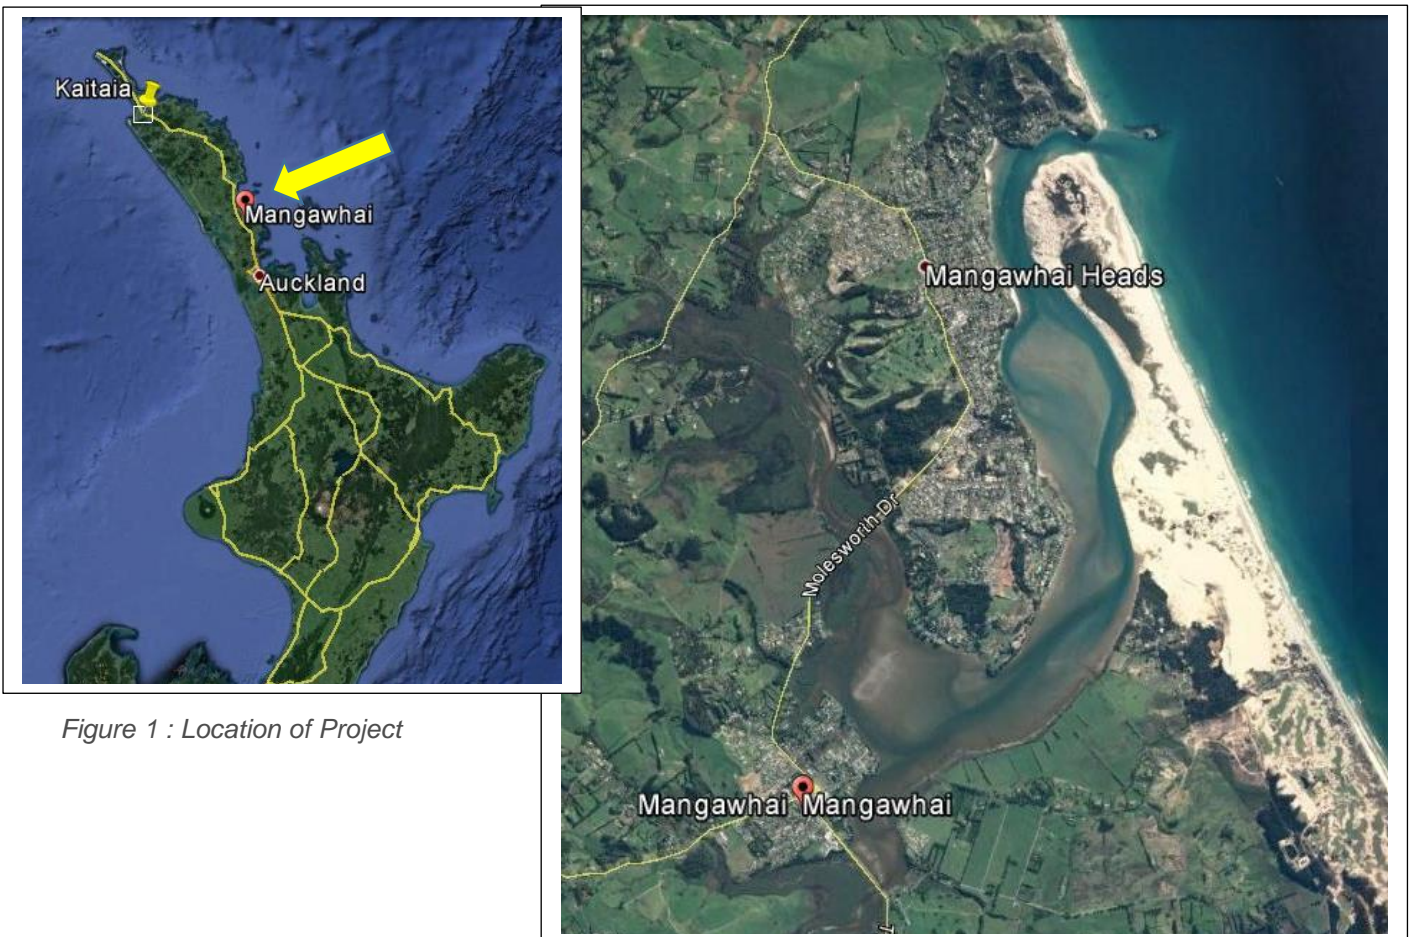 Kaitaia
Mangawhai
Auckland
Mangawhai Heads
Molesworth Dr
Mangawhai Mangawhai
Figure 1 : Location of Project